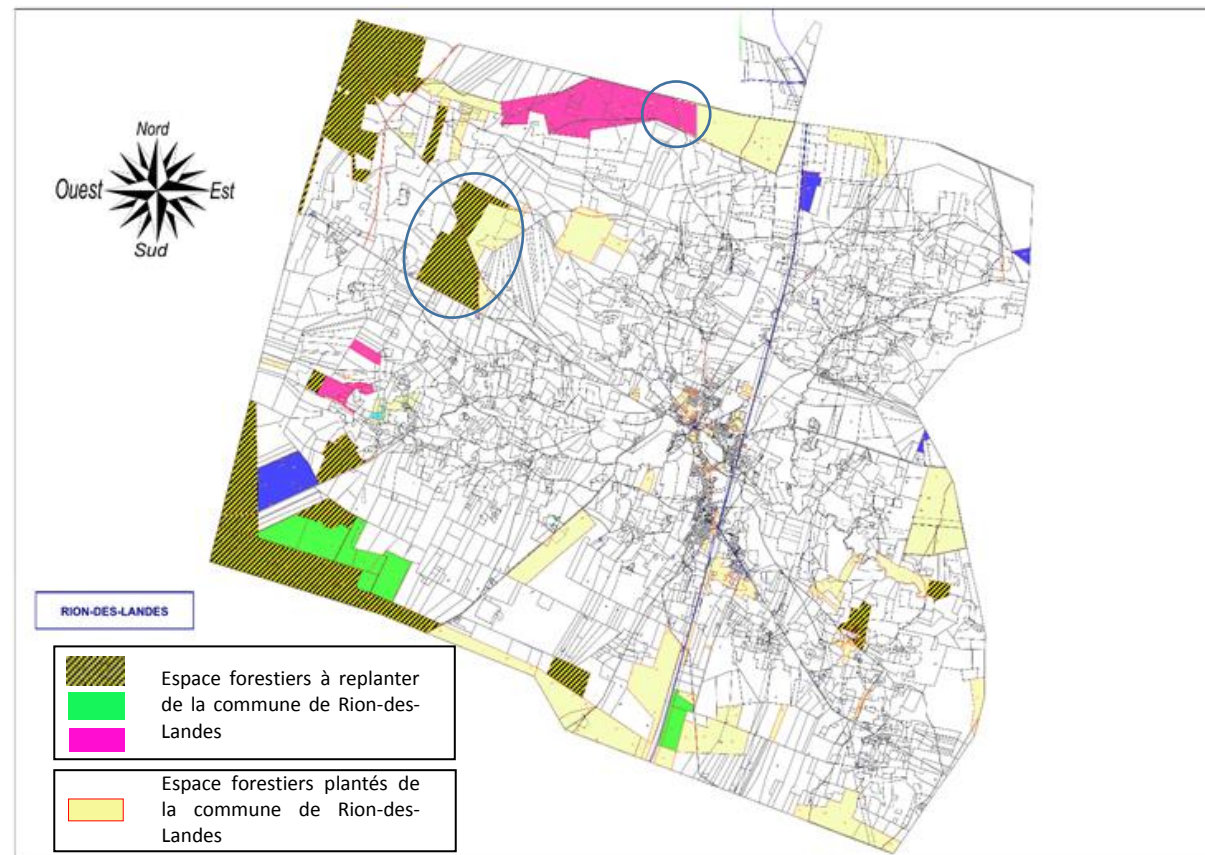 Nord
Ouest
Est
Sud
RION-DES-LANDES
Espace forestiers à replanter
de la commune de Rion-des-
Landes
Espace forestiers plantés de
la commune de Rion-des-
Landes